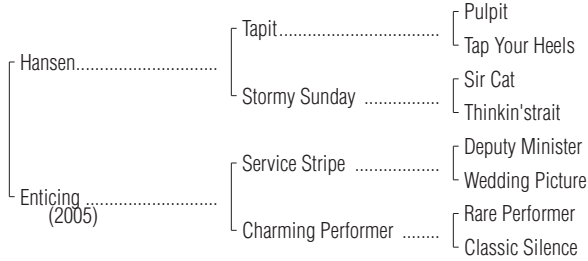 Pulpit
Tapit................................
Tap Your Heels
Hansen............................
Sir Cat
Stormy Sunday ...............
Thinkin'strait
Deputy Minister
Service Stripe .................
Wedding Picture
Enticing ..........................
(2005)
Rare Performer
Charming Performer ........
Classic Silence